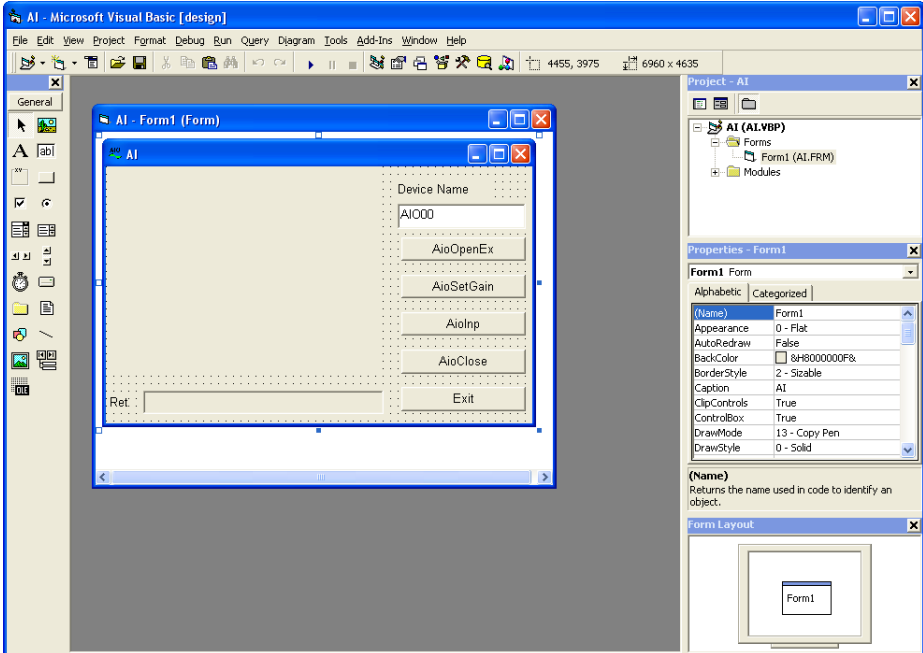 AI - Microsoft Visual Basic [design]
File Edit View Project Format Debug Run Query Diagram Tools Add-Ins Window Help
4455, 3975 6960 x 4635
General
A ab|
xv
OLE
AI - Form1 (Form)
AI
Device Name
AIO00
AioOpenEx
AioSetGain
AioInp
AioClose
Exit
Ret :
Project - AI
AI (AI.VBP)
Forms
Form1 (AI.FRM)
Modules
Properties - Form1
Form1 Form
Alphabetic Categorized
(Name) Form1
Appearance 0 - Flat
AutoRedraw False
BackColor &H8000000F&
BorderStyle 2 - Sizable
Caption AI
ClipControls True
ControlBox True
DrawMode 13 - Copy Pen
DrawStyle 0 - Solid
(Name)
Returns the name used in code to identify an
object.
Form Layout
Form1